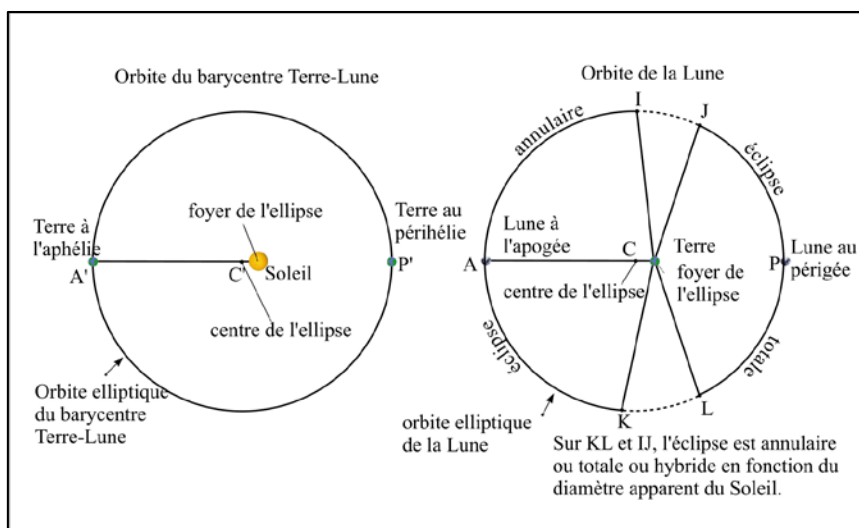 Orbite du barycentre Terre-Lune
Terre à
l'aphélie
A'
foyer de l'ellipse
Soleil
C'
centre de l'ellipse
Terre au
périhélie
P'
Orbite elliptique
du barycentre
Terre-Lune
Orbite de la Lune
I
J
annulaire
éclipse
Lune à
l'apogée
A
C
centre de l'ellipse
Terre
foyer de
l'ellipse
P
Lune au
périgée
éclipse
totale
K
L
orbite elliptique
de la Lune
Sur KL et IJ, l'éclipse est annulaire
ou totale ou hybride en fonction du
diamètre apparent du Soleil.